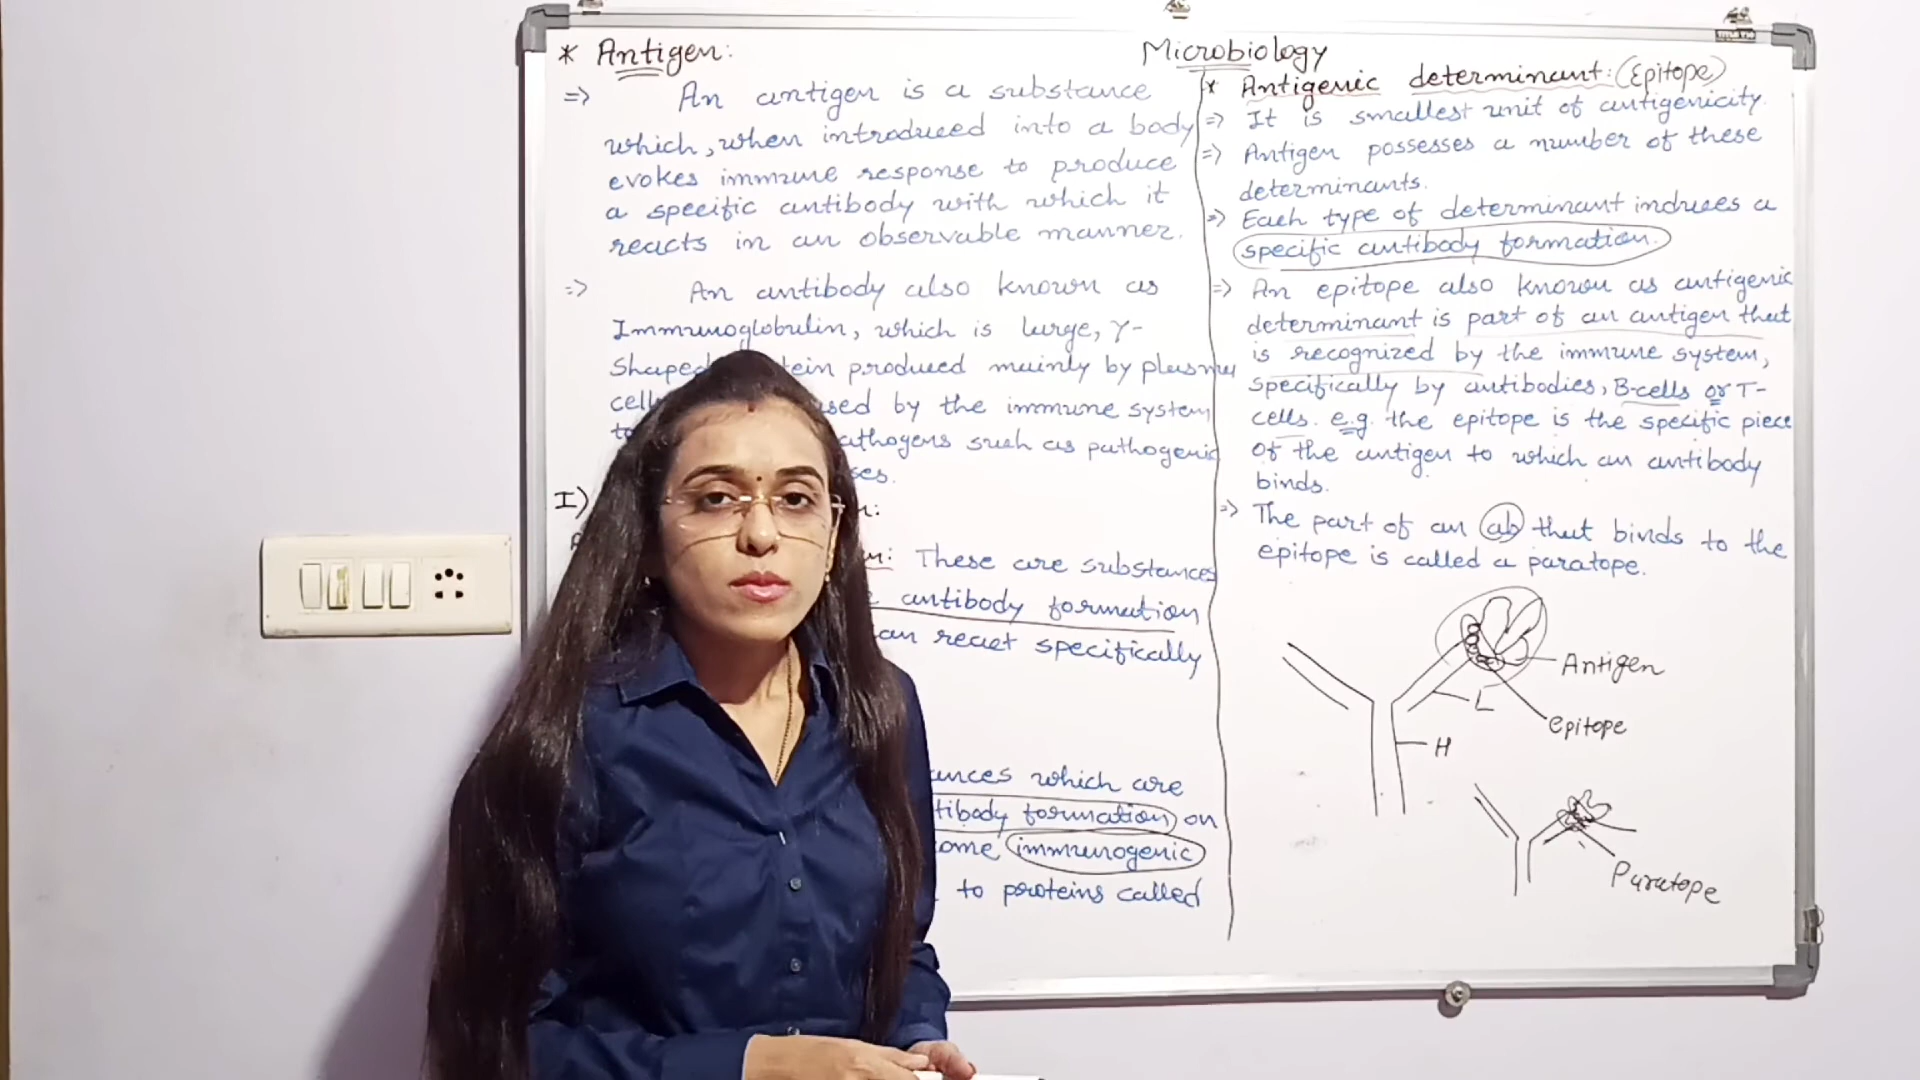 Microbiology
* Antigen:
=> An antigen is a substance
which, when introduced into a body
evokes immune response to produce
a specific antibody with which it
reacts in an observable manner.
=> An antibody also known as
Immunoglobulin, which is large, Y-
Shaped produced mainly by plasma
cell by the immune system
pathogens such as pathogenic
I)
These are substances
antibody formation
can react specifically
which are
antibody formation on
immunogenic
to proteins called
* Antigenic determinant: (Epitope)
=> It is smallest unit of antigenicity.
=> Antigen possesses a number of these
determinants.
=> Each type of determinant induces a
specific antibody formation.
=> An epitope also known as antigenic
determinant is part of an antigen that
is recognized by the immune system,
specifically by antibodies, B-cells or T-
cells. e.g. the epitope is the specific piece
of the antigen to which an antibody
binds.
=> The part of an ab that binds to the
epitope is called a paratope.
Antigen
L
Epitope
H
Paratope